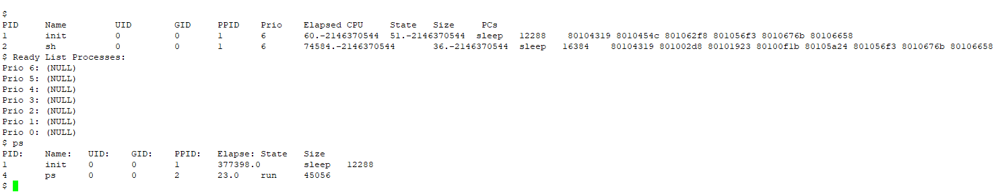 $
PID Name UID GID PPID Prio Elapsed CPU State Size PCs
1 init 0 0 1 6 60.-2146370544 51.-2146370544 sleep 12288 80104319 8010454c 801062f8 801056f3 8010676b 80106658
2 sh 0 0 1 6 74584.-2146370544 36.-2146370544 sleep 16384 80104319 801002d8 80101923 80100f1b 80105a24 801056f3 8010676b 80106658
$ Ready List Processes:
Prio 6: (NULL)
Prio 5: (NULL)
Prio 4: (NULL)
Prio 3: (NULL)
Prio 2: (NULL)
Prio 1: (NULL)
Prio 0: (NULL)
$ ps
PID: Name: UID: GID: PPID: Elapse: State Size
1 init 0 0 1 377398.0 sleep 12288
4 ps 0 0 2 23.0 run 45056
$